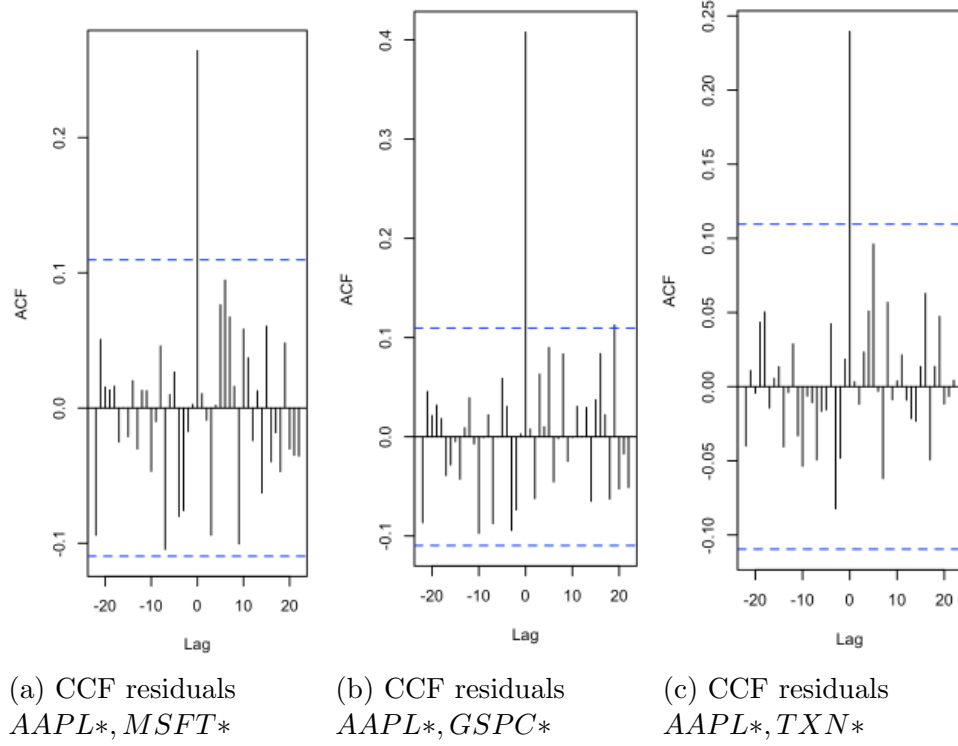 0.2
0.1
0.0
-0.1
ACF
-20 -10 0 10 20
Lag
0.4
0.3
0.2
0.1
0.0
-0.1
ACF
-20 -10 0 10 20
Lag
0.25
0.20
0.15
0.10
0.05
0.00
-0.05
-0.10
ACF
-20 -10 0 10 20
Lag
(a) CCF residuals
AAPL*, MSFT*
(b) CCF residuals
AAPL*, GSPC*
(c) CCF residuals
AAPL*, TXN*